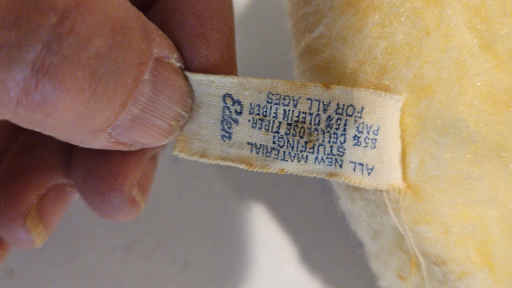 ALL NEW MATERIAL
STUFFING:
85% CELLULOSE FIBER.
PAD, 15% OLEFIN FIBER
FOR ALL AGES
Eden